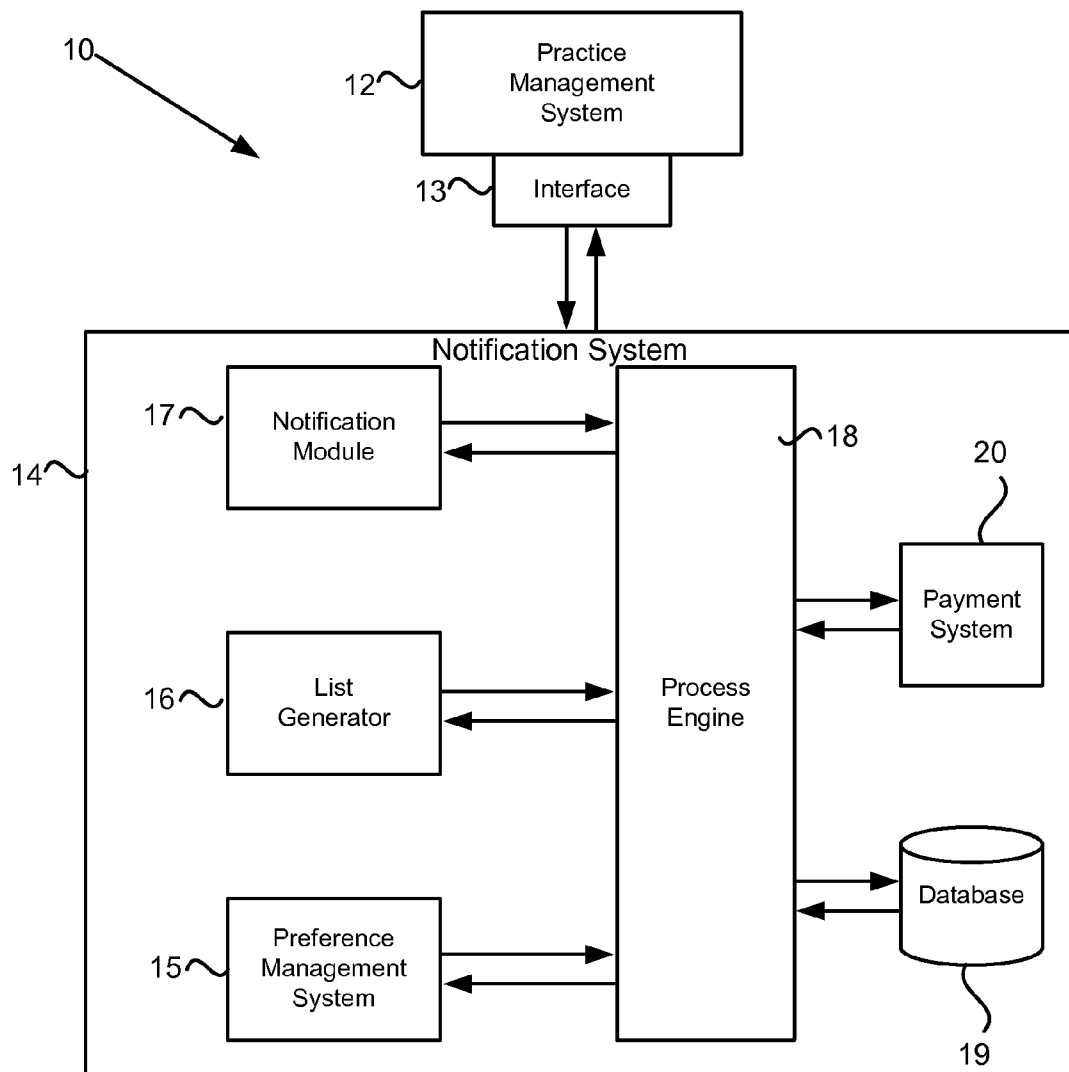 10
12
Practice
Management
System
13
Interface
Notification System
14
17
Notification
Module
18
20
Payment
System
16
List
Generator
Process
Engine
15
Preference
Management
System
Database
19